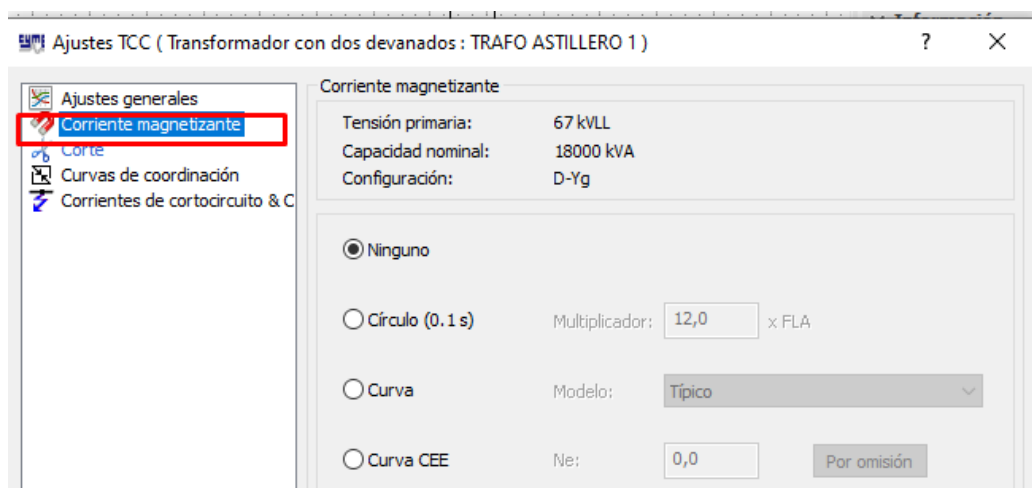 Ajustes TCC ( Transformador con dos devanados : TRAFO ASTILLERO 1 ) ? ×
Ajustes generales
Corriente magnetizante
Corte
Curvas de coordinación
Corrientes de cortocircuito & C
Corriente magnetizante
Tensión primaria: 67 kVLL
Capacidad nominal: 18000 kVA
Configuración: D-Yg
Ninguno
Círculo (0.1 s) Multiplicador: 12,0 x FLA
Curva Modelo: Típico
Curva CEE Ne: 0,0 Por omisión